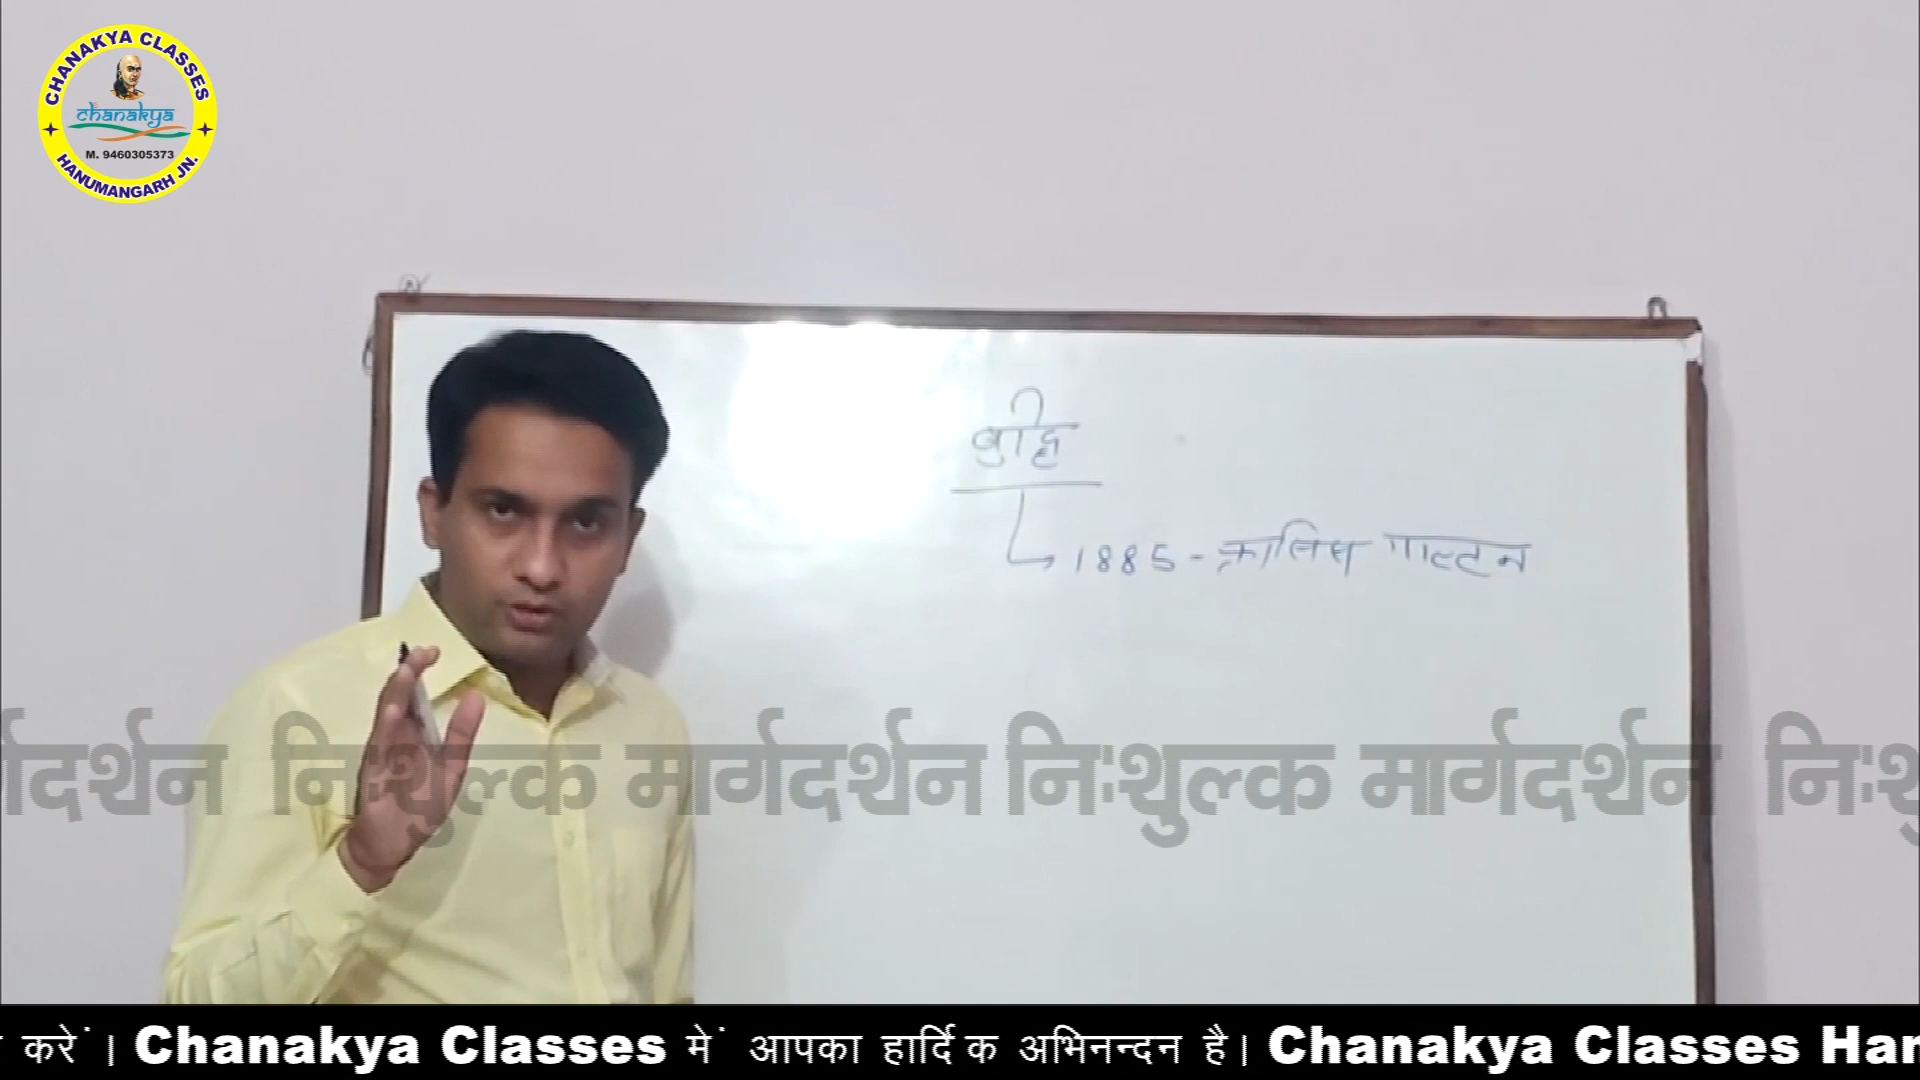 CHANAKYA CLASSES
chanakya
M. 9460305373
HANUMANGARH JN.
बुद्धि
1885 - फ्रांसिस गाल्टन
र्गदर्शन निःशुल्क मार्गदर्शन निःशुल्क मार्गदर्शन निःशु
करें | Chanakya Classes में आपका हार्दिक अभिनन्दन है| Chanakya Classes Han